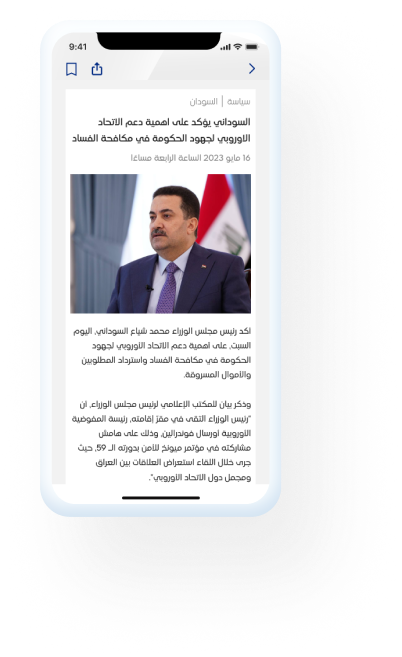 9:41
سياسة | السودان
السوداني يؤكد على اهمية دعم الاتحاد
الاوروبي لجهود الحكومة في مكافحة الفساد
16 مايو 2023 الساعة الرابعة مساءًا
اكد رئيس مجلس الوزراء محمد شياع السوداني، اليوم
السبت، على اهمية دعم الاتحاد الاوروبي لجهود
الحكومة في مكافحة الفساد واسترداد المطلوبين
والاموال المسروقة.
وذكر بيان للمكتب الإعلامي لرئيس مجلس الوزراء، ان
"رئيس الوزراء التقى في مقرّ إقامته، رئيسة المفوضية
الأوروبية أورسال فوندرالين، وذلك على هامش
مشاركته في مؤتمر ميونخ للأمن بدورته الـ 59، حيث
جرى خلال اللقاء استعراض العلاقات بين العراق
ومجمل دول الاتحاد الأوروبي".